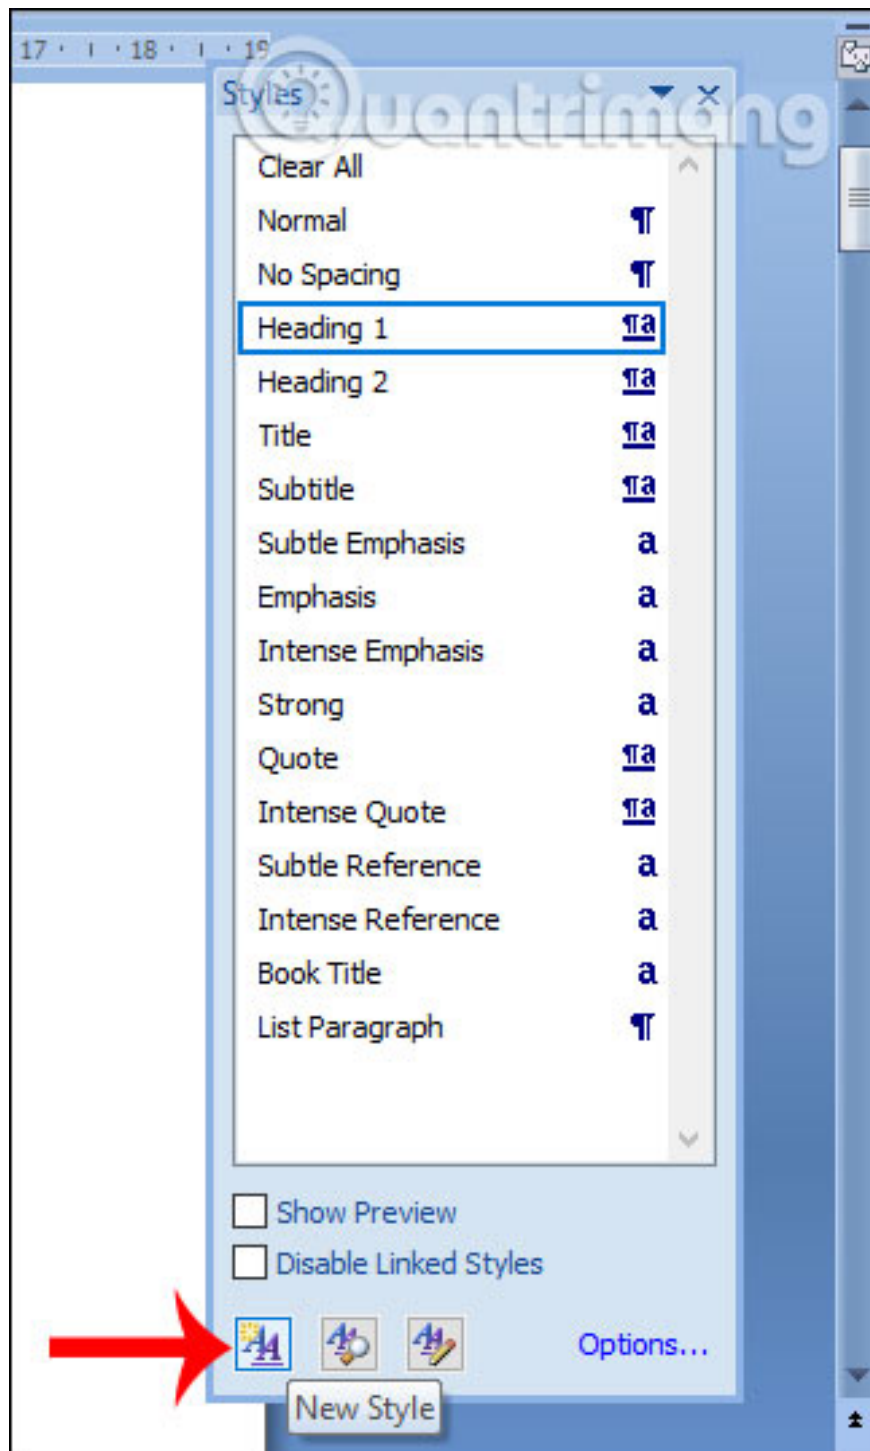 17 18 19
Styles
Quantrimang
Clear All
Normal ¶
No Spacing ¶
Heading 1 ¶a
Heading 2 ¶a
Title ¶a
Subtitle ¶a
Subtle Emphasis a
Emphasis a
Intense Emphasis a
Strong a
Quote ¶a
Intense Quote ¶a
Subtle Reference a
Intense Reference a
Book Title a
List Paragraph ¶
Show Preview
Disable Linked Styles
Options...
New Style